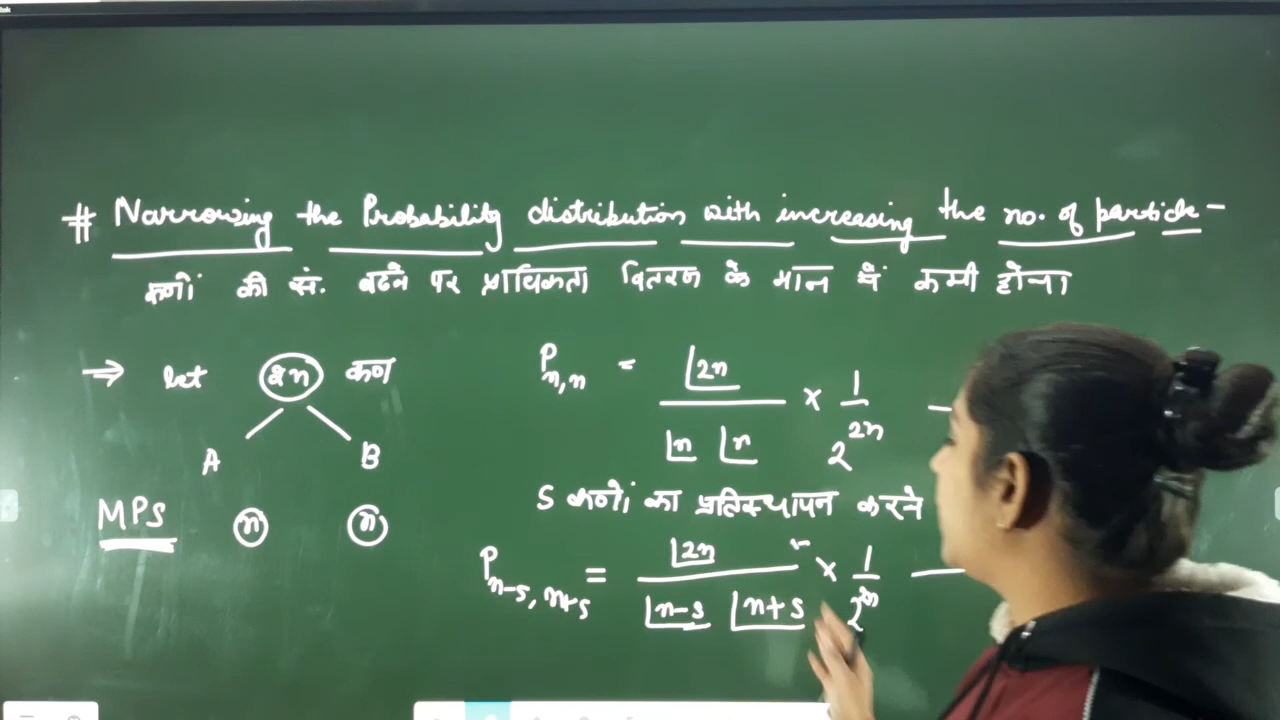 # Narrowing the Probability distribution with increasing the no. of particle -
कणों की सं. बढने पर प्रायिकता वितरण के मान में कमी होना
→ let 2n कण
A B
MPS n n
P n,n = ⌊2n / ⌊n ⌊n × 1 / 2^2n —
S कणों का प्रतिस्थापन करने
P n-s, n+s = ⌊2n / ⌊n-s ⌊n+s × 1 / 2^2n —